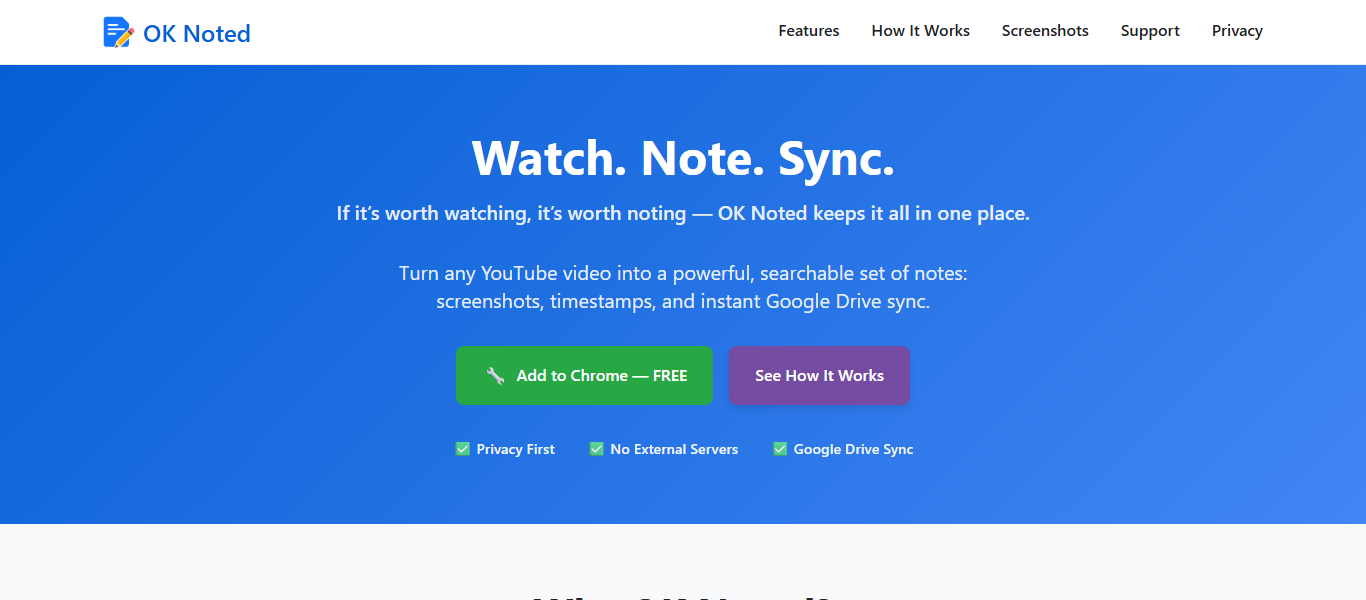 OK Noted
Features
How It Works
Screenshots
Support
Privacy
Watch. Note. Sync.
If it’s worth watching, it’s worth noting — OK Noted keeps it all in one place.
Turn any YouTube video into a powerful, searchable set of notes:
screenshots, timestamps, and instant Google Drive sync.
Add to Chrome — FREE
See How It Works
Privacy First
No External Servers
Google Drive Sync